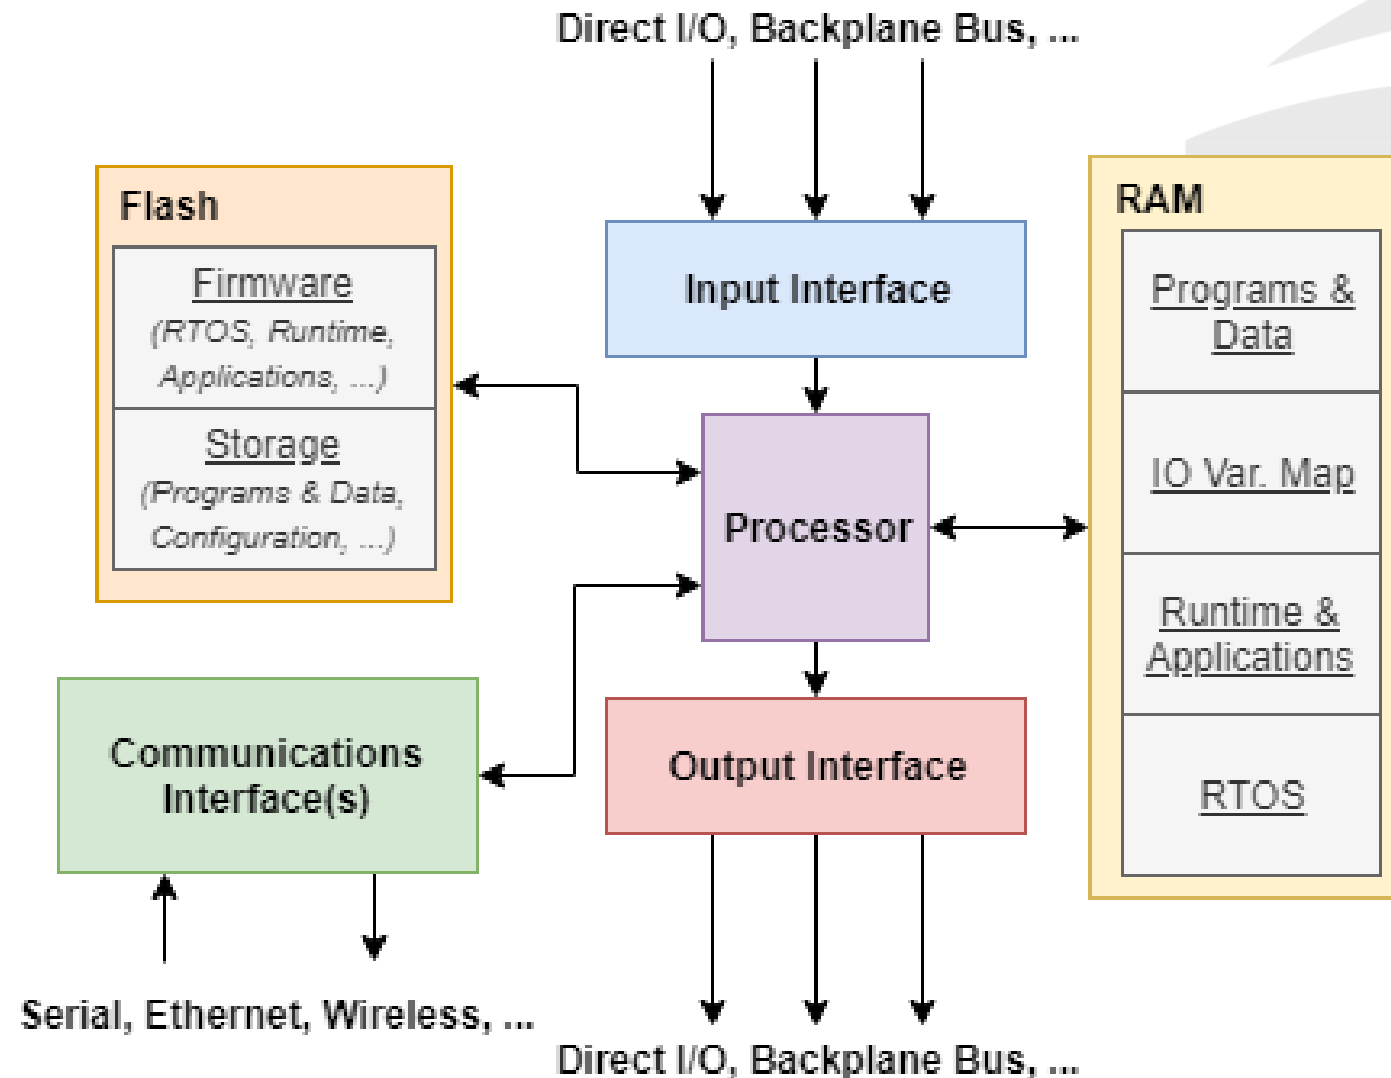 Direct I/O, Backplane Bus, ...
Flash
Firmware
(RTOS, Runtime,
Applications, ...)
Storage
(Programs & Data,
Configuration, ...)
Input Interface
Processor
RAM
Programs &
Data
IO Var. Map
Runtime &
Applications
RTOS
Communications
Interface(s)
Output Interface
Serial, Ethernet, Wireless, ...
Direct I/O, Backplane Bus, ...